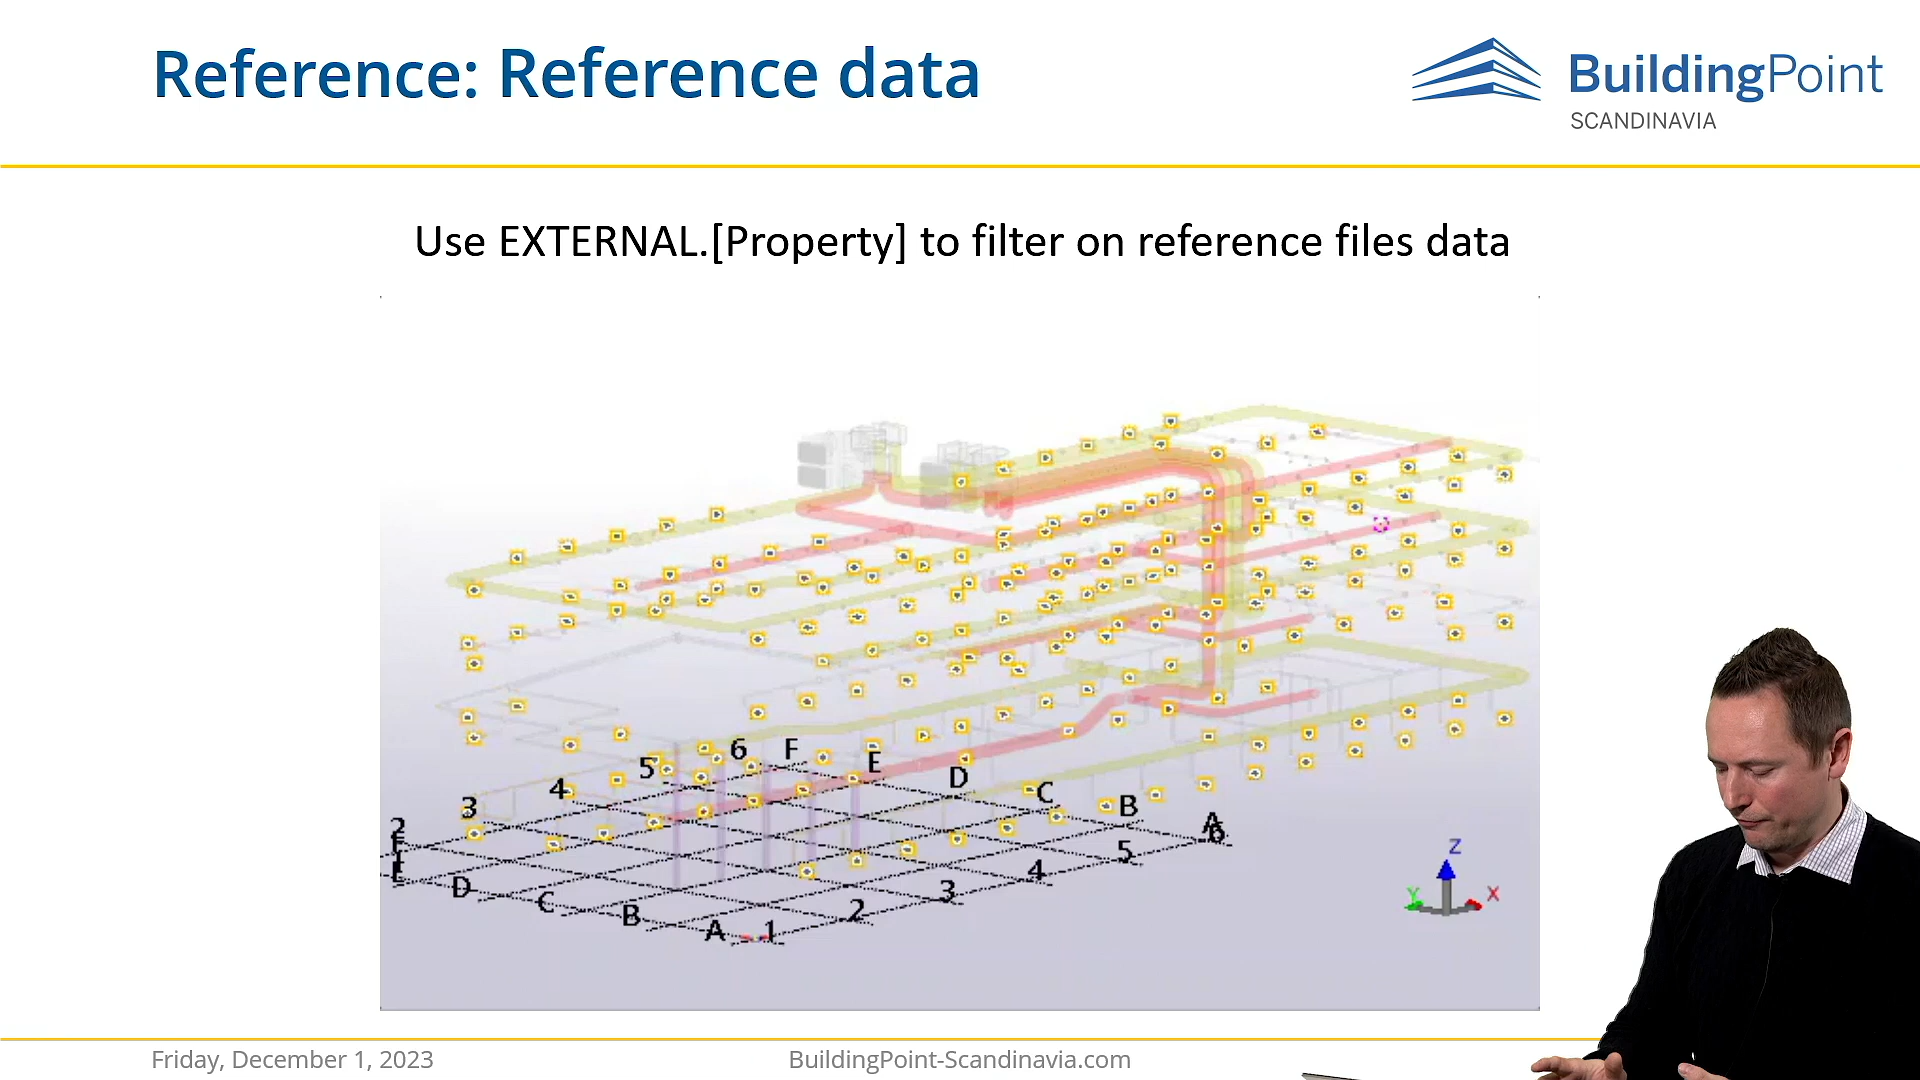 Reference: Reference data
BuildingPoint
SCANDINAVIA
Use EXTERNAL.[Property] to filter on reference files data
6 F
5 E
4 D
3 C
2 B
A
6
5
4
3
2
1
D
C
B
A
Z
Y
X
Friday, December 1, 2023
BuildingPoint-Scandinavia.com